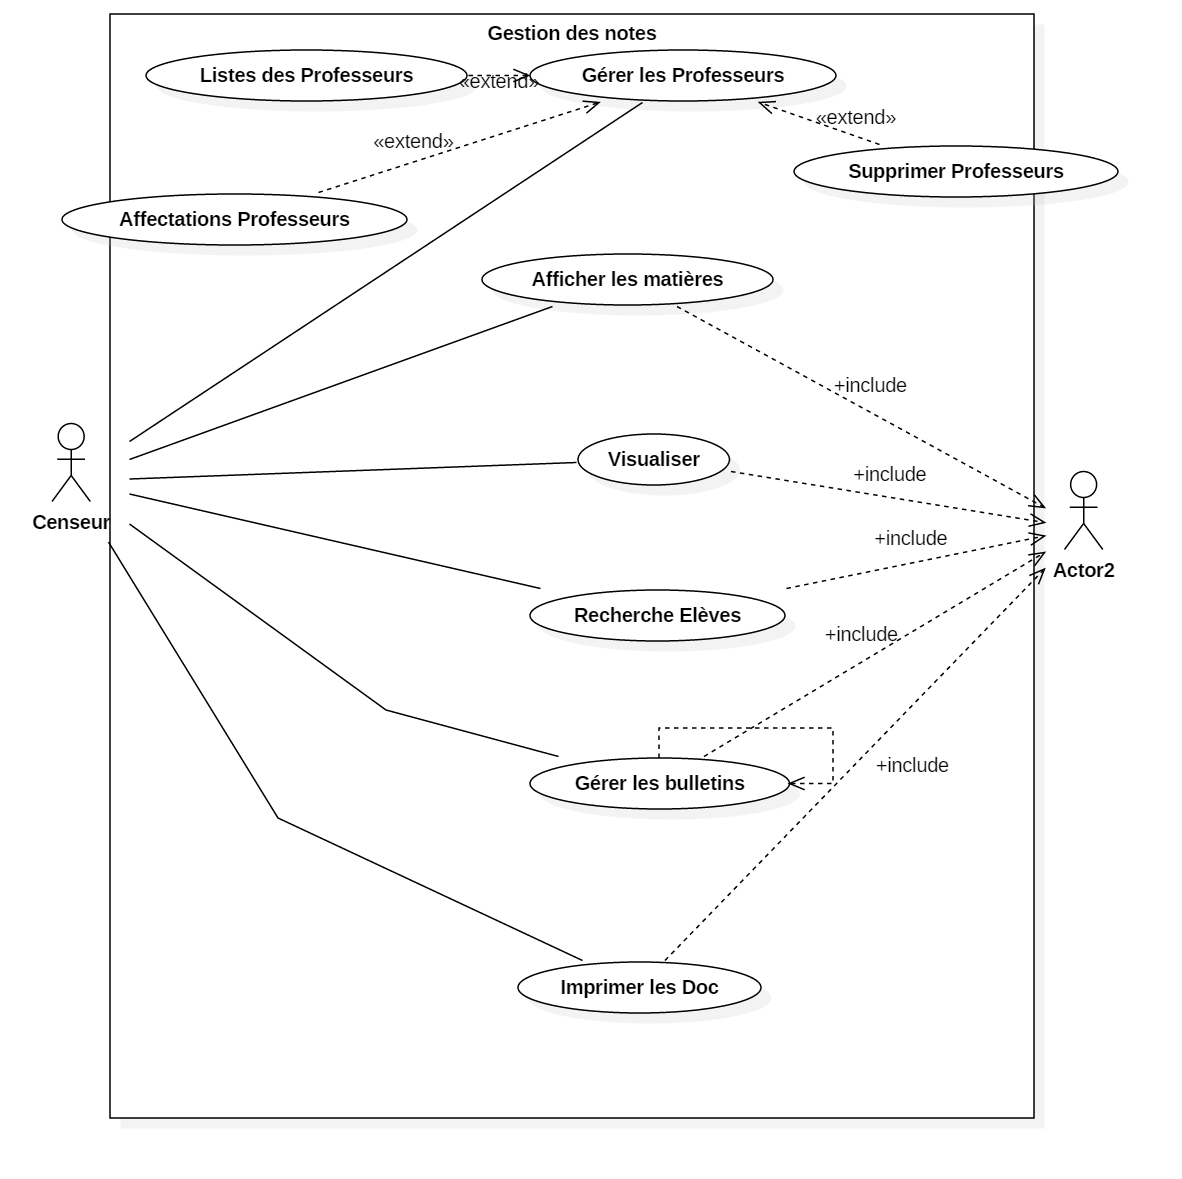 Gestion des notes
Listes des Professeurs
«extend»
Gérer les Professeurs
«extend»
«extend»
Supprimer Professeurs
Affectations Professeurs
Afficher les matières
+include
Censeur
Visualiser
+include
+include
Actor2
Recherche Elèves
+include
Gérer les bulletins
+include
Imprimer les Doc